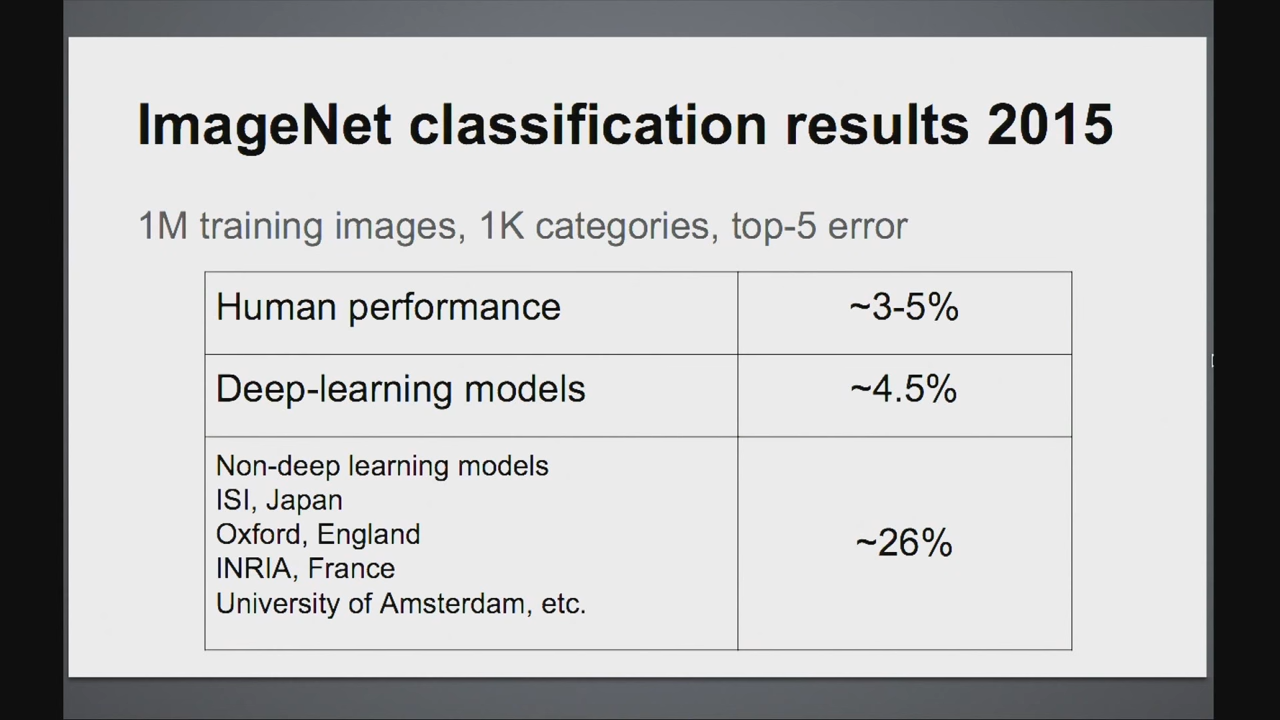 ImageNet classification results 2015
1M training images, 1K categories, top-5 error
Human performance
~3-5%
Deep-learning models
~4.5%
Non-deep learning models
ISI, Japan
Oxford, England
INRIA, France
University of Amsterdam, etc.
~26%